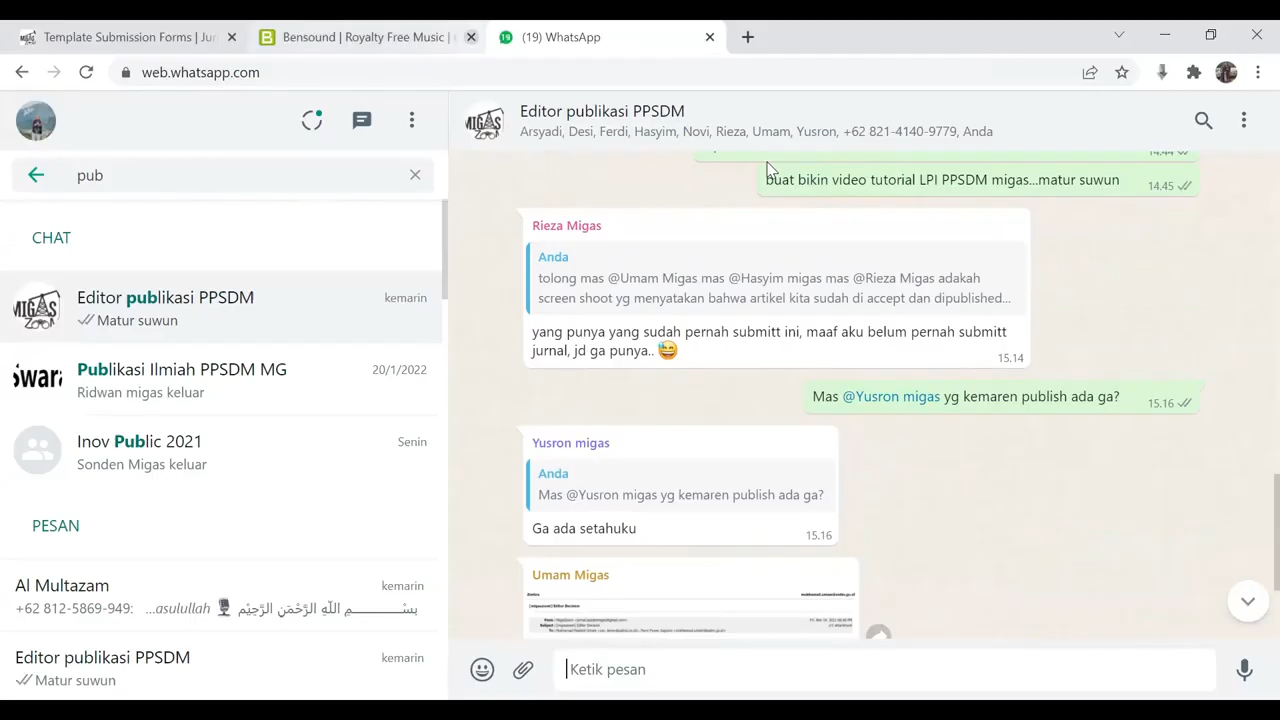 Template Submission Forms | Jur
Bensound | Royalty Free Music |
(19) WhatsApp
web.whatsapp.com
pub
CHAT
Editor publikasi PPSDM
kemarin
Matur suwun
Publikasi Ilmiah PPSDM MG
20/1/2022
Ridwan migas keluar
Inov Public 2021
Senin
Sonden Migas keluar
PESAN
Al Multazam
kemarin
+62 812-5869-949: ...asulullah
Editor publikasi PPSDM
kemarin
Matur suwun
Editor publikasi PPSDM
Arsyadi, Desi, Ferdi, Hasyim, Novi, Rieza, Umam, Yusron, +62 821-4140-9779, Anda
14.44
buat bikin video tutorial LPI PPSDM migas...matur suwun
14.45
Rieza Migas
Anda
tolong mas @Umam Migas mas @Hasyim migas mas @Rieza Migas adakah
screen shoot yg menyatakan bahwa artikel kita sudah di accept dan dipublished...
yang punya yang sudah pernah submitt ini, maaf aku belum pernah submitt
jurnal, jd ga punya..
15.14
Mas @Yusron migas yg kemaren publish ada ga?
15.16
Yusron migas
Anda
Mas @Yusron migas yg kemaren publish ada ga?
Ga ada setahuku
15.16
Umam Migas
Ketik pesan